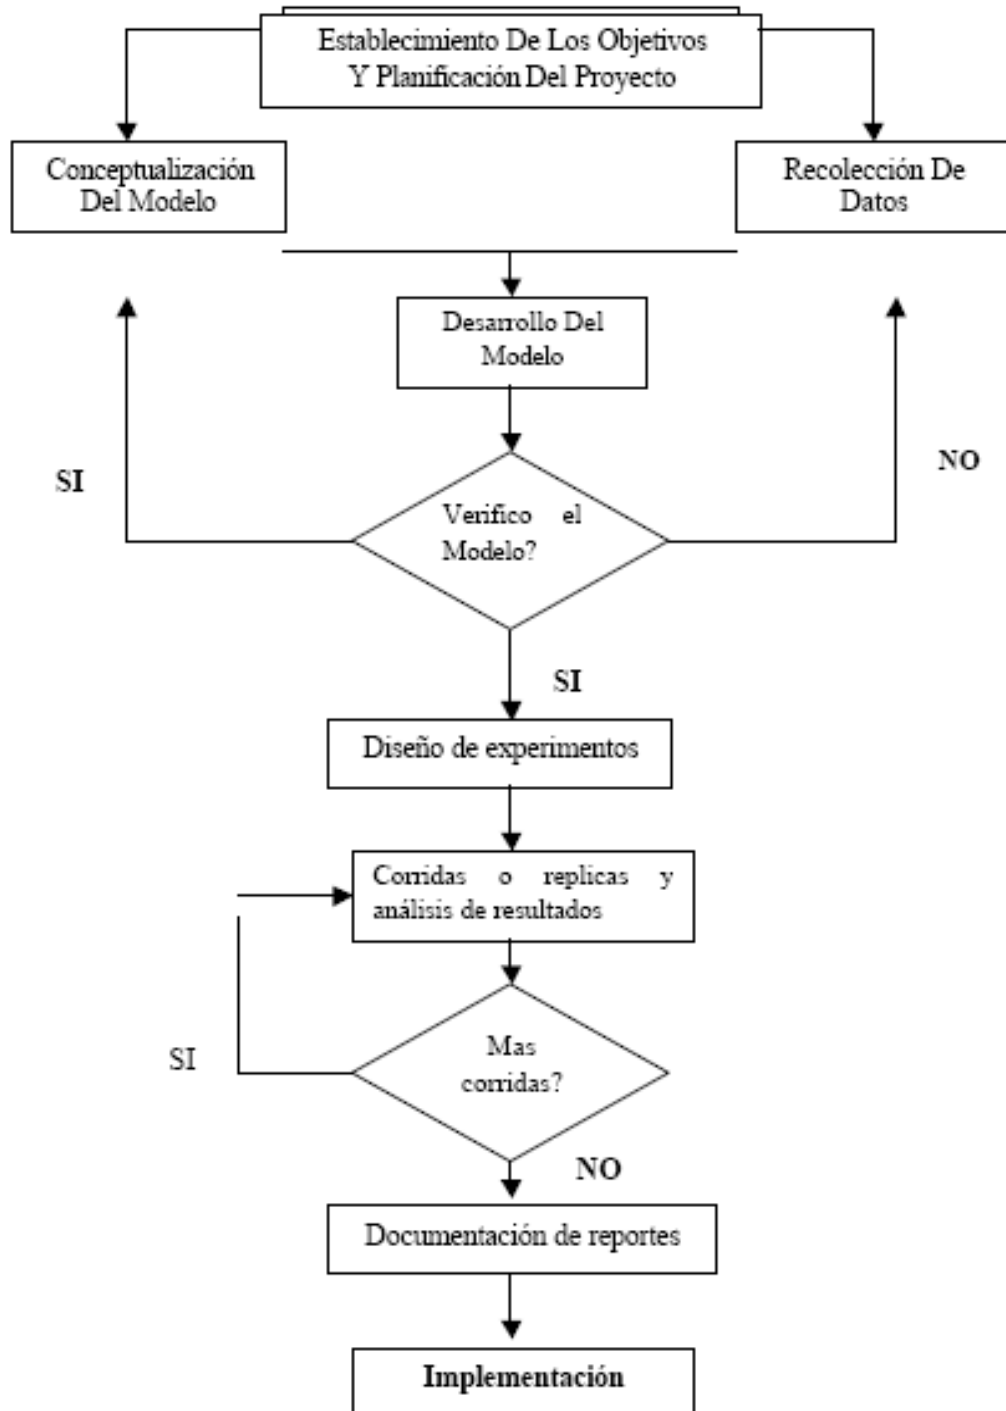 Establecimiento De Los Objetivos
Y Planificación Del Proyecto
Conceptualización
Del Modelo
Recolección De
Datos
Desarrollo Del
Modelo
SI
NO
Verifico el
Modelo?
SI
Diseño de experimentos
Corridas o replicas y
análisis de resultados
SI
Mas
corridas?
NO
Documentación de reportes
Implementación